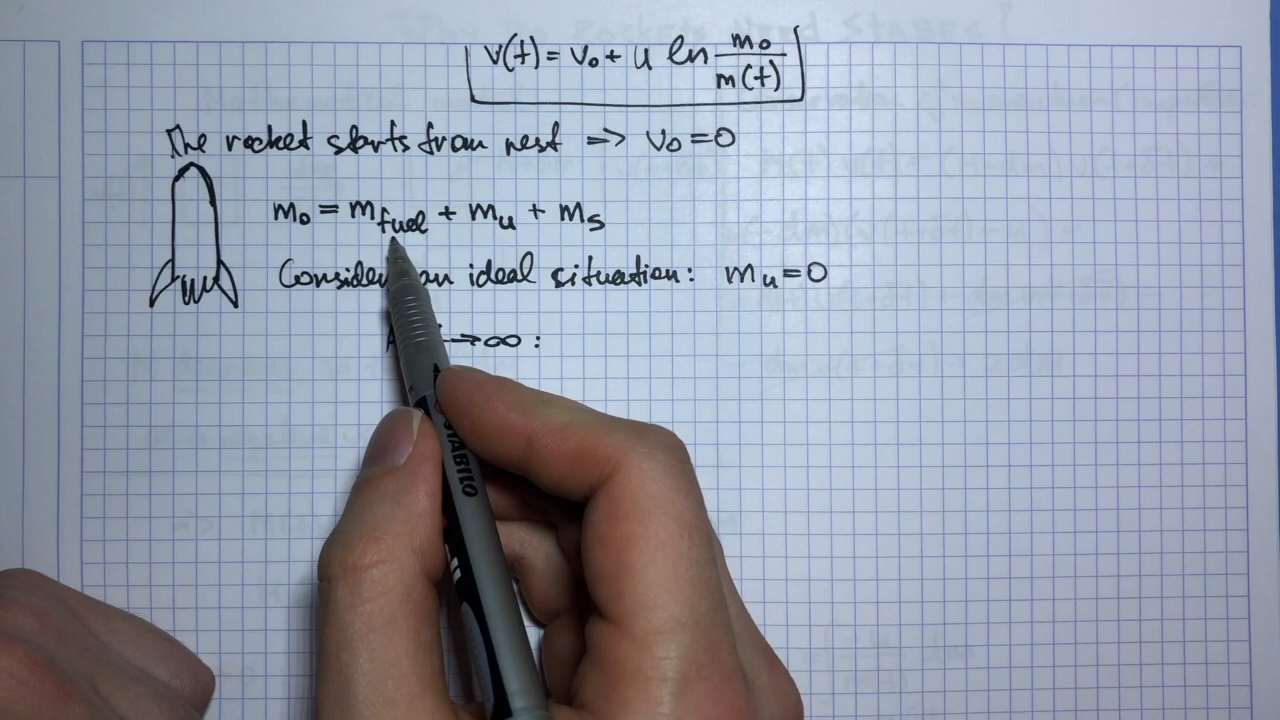 v(t) = v₀ + u ln m₀/m(t)
The rocket starts from rest => v₀ = 0
m₀ = m_fuel + m_u + m_s
Consider an ideal situation: m_u = 0
→ ∞ :
STABILO